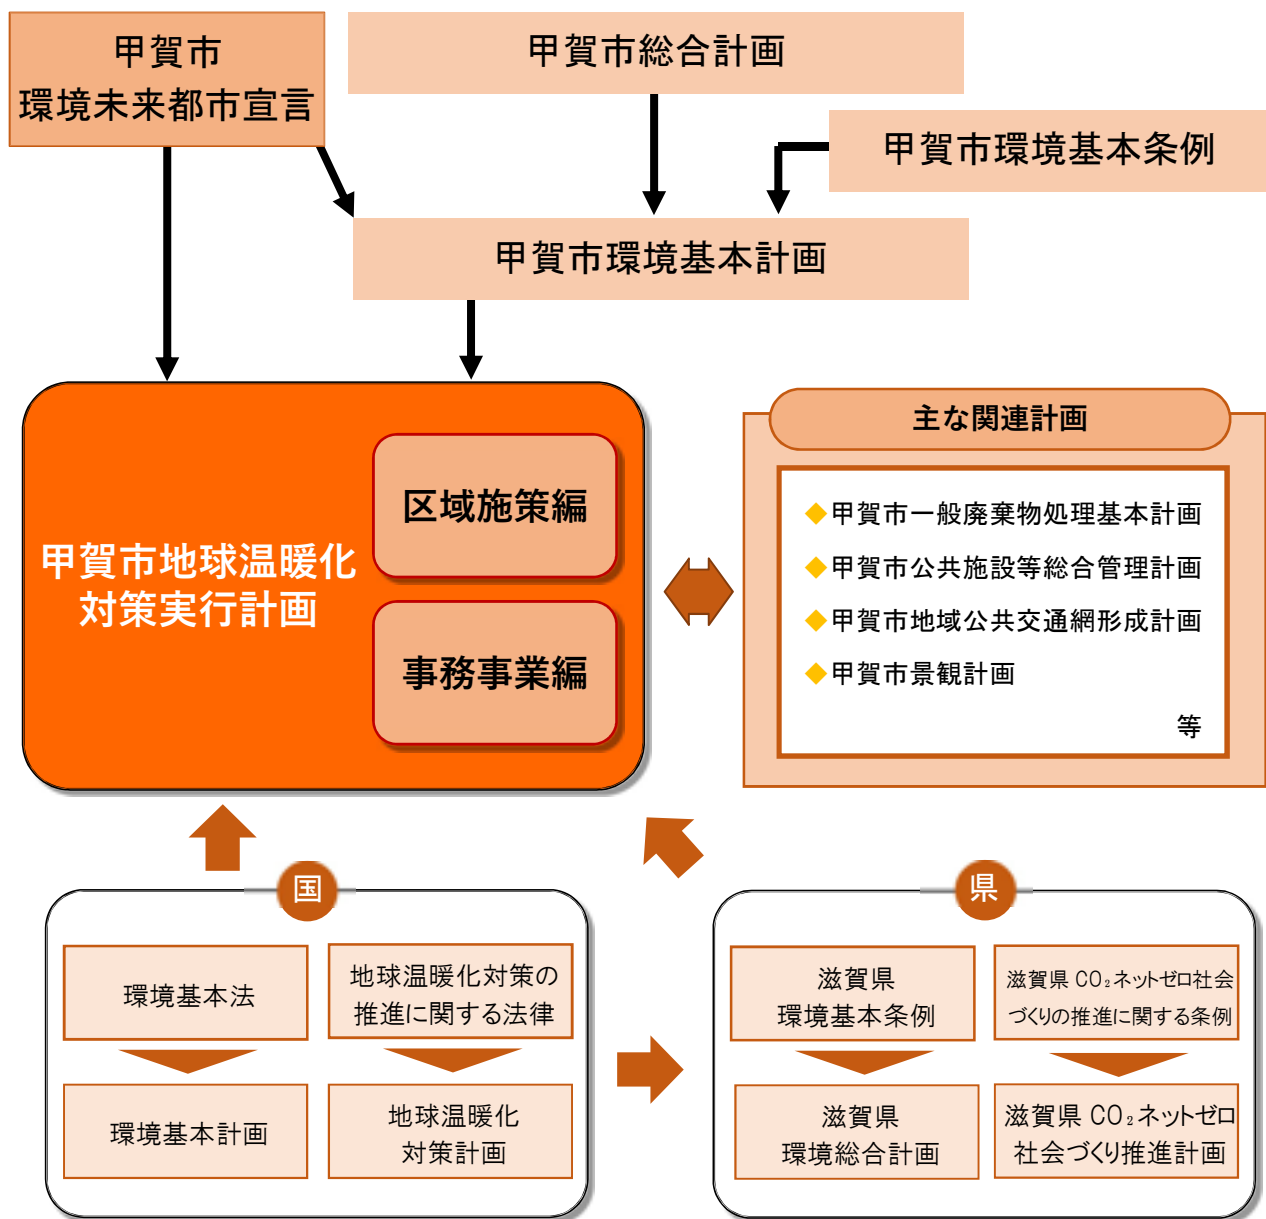 甲賀市
環境未来都市宣言
甲賀市総合計画
甲賀市環境基本条例
甲賀市環境基本計画
甲賀市地球温暖化
対策実行計画
区域施策編
事務事業編
主な関連計画
◆甲賀市一般廃棄物処理基本計画
◆甲賀市公共施設等総合管理計画
◆甲賀市地域公共交通網形成計画
◆甲賀市景観計画
等
国
環境基本法
地球温暖化対策の
推進に関する法律
環境基本計画
地球温暖化
対策計画
県
滋賀県
環境基本条例
滋賀県 CO₂ネットゼロ社会
づくりの推進に関する条例
滋賀県
環境総合計画
滋賀県 CO₂ネットゼロ
社会づくり推進計画